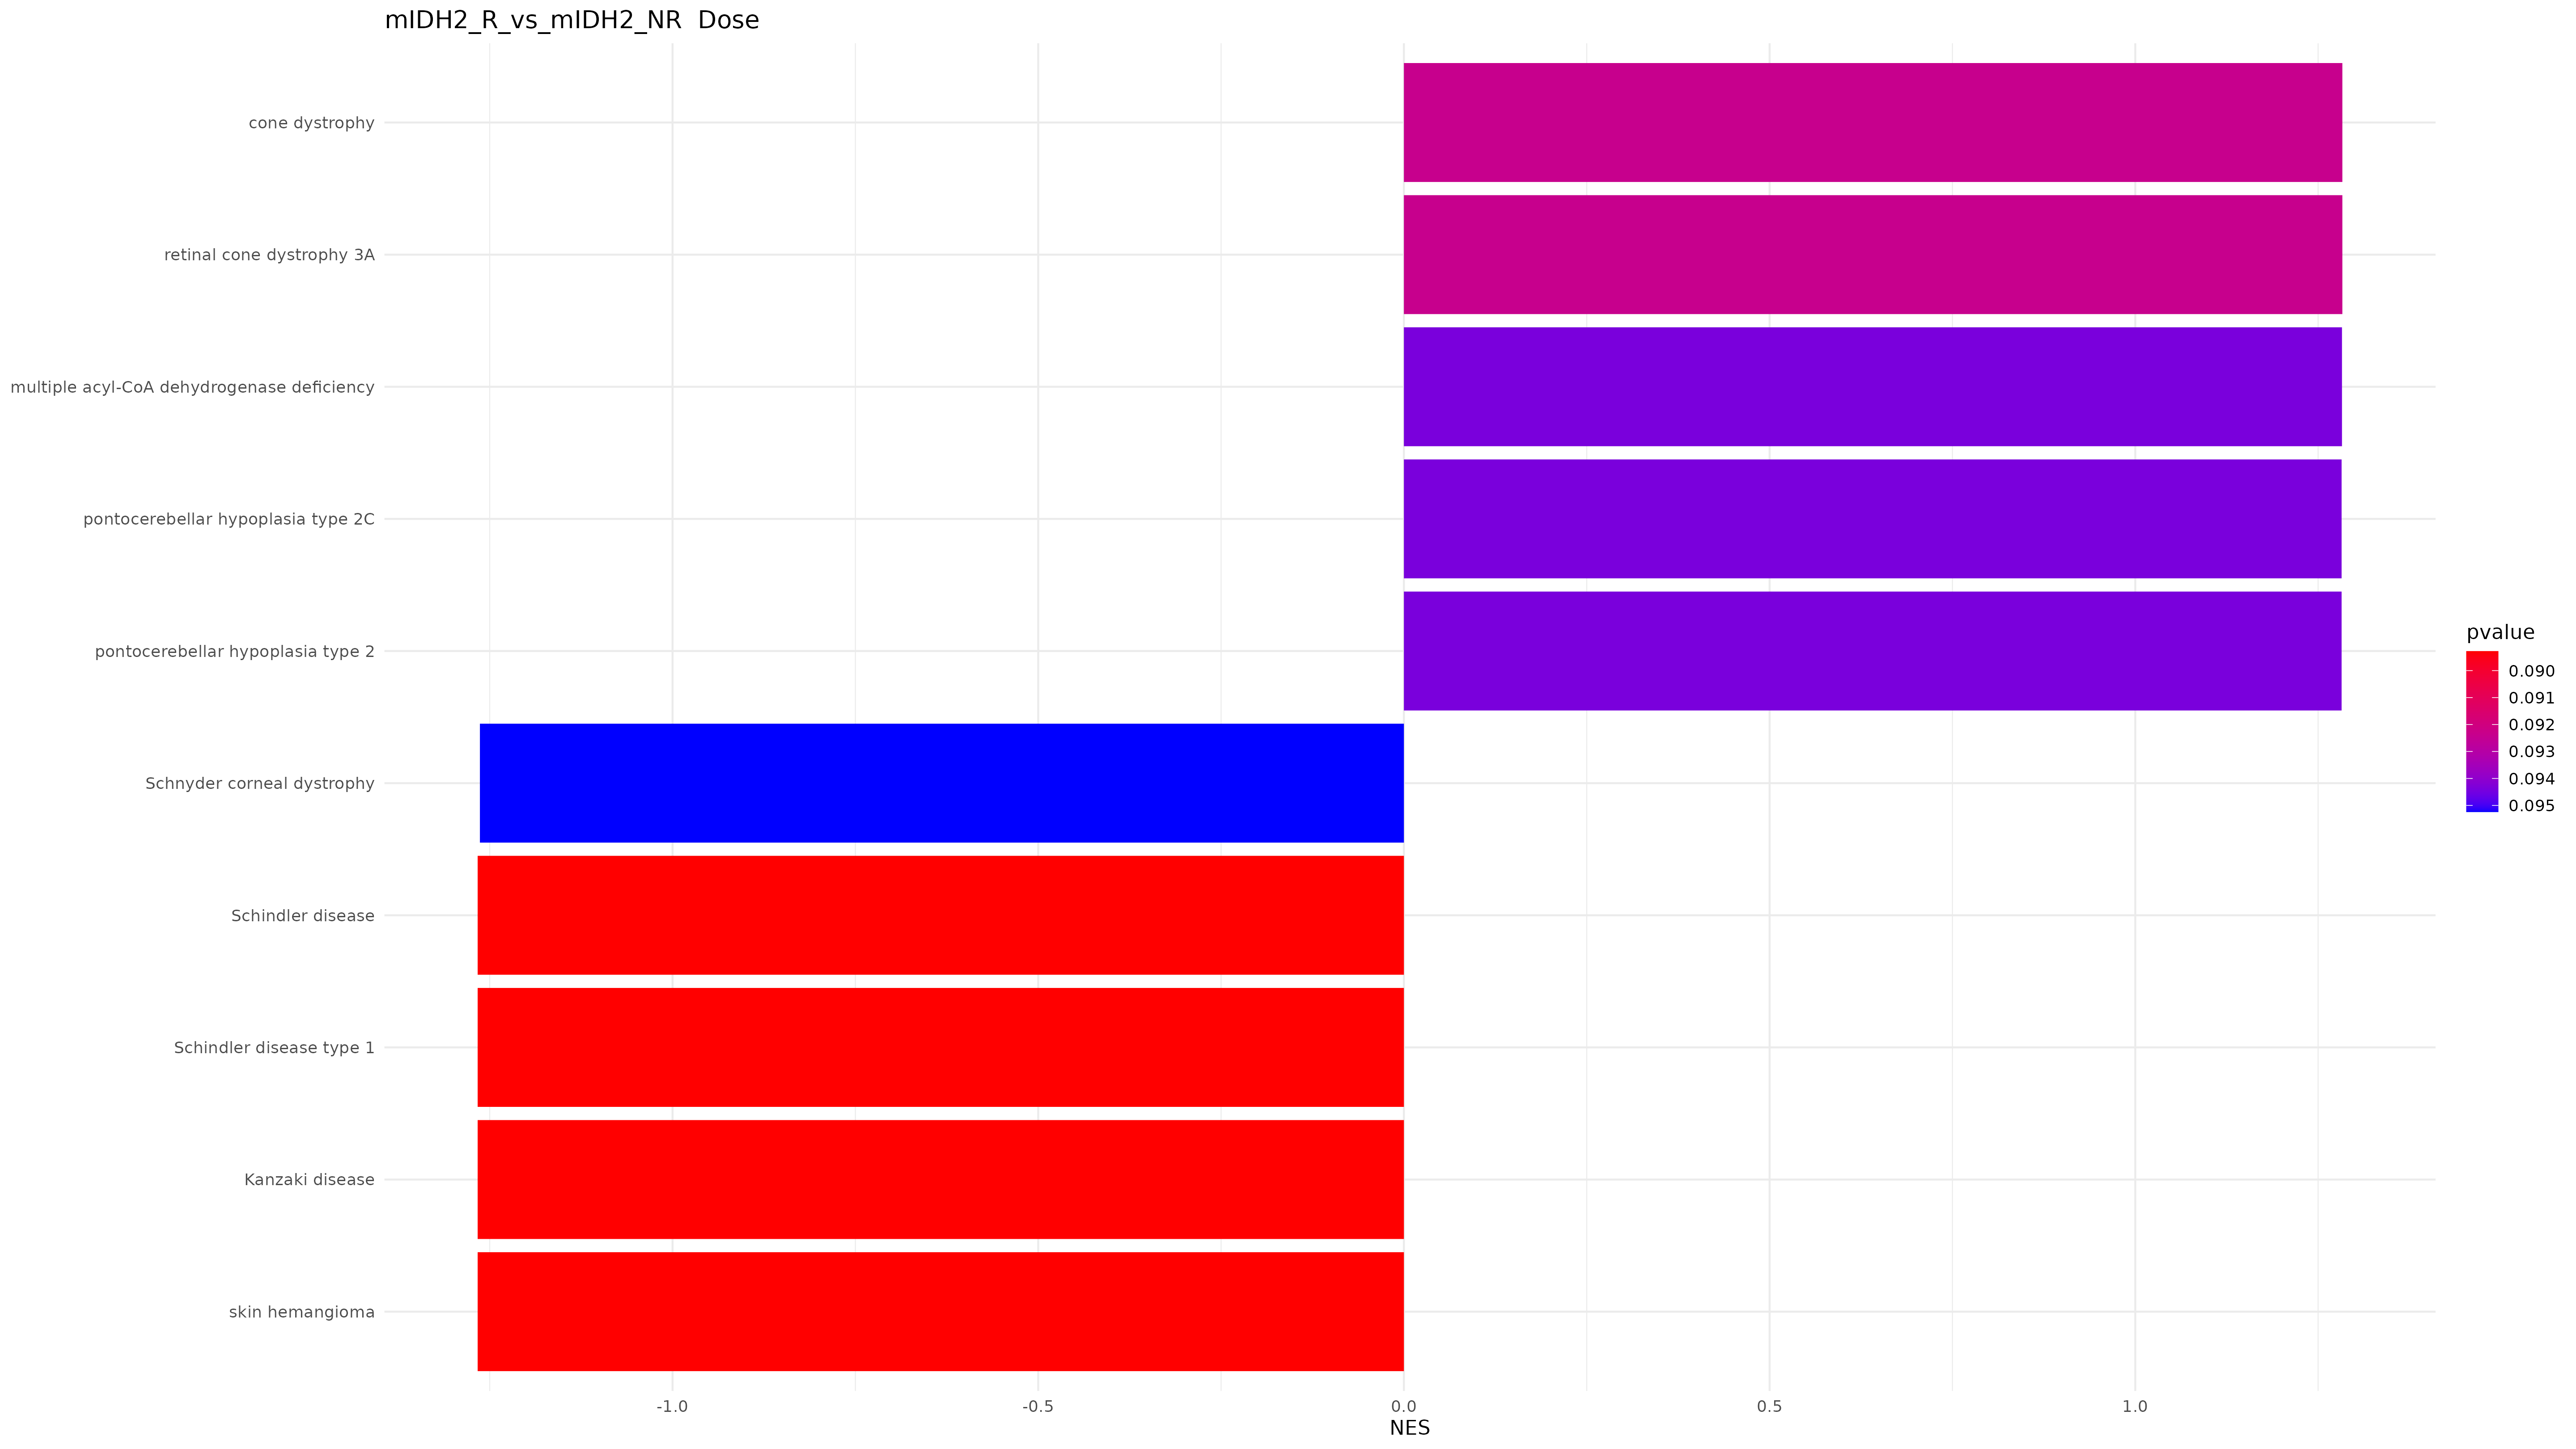 mIDH2_R_vs_mIDH2_NR  Dose
cone dystrophy
retinal cone dystrophy 3A
multiple acyl-CoA dehydrogenase deficiency
pontocerebellar hypoplasia type 2C
pontocerebellar hypoplasia type 2
Schnyder corneal dystrophy
Schindler disease
Schindler disease type 1
Kanzaki disease
skin hemangioma
-1.0
-0.5
0.0
0.5
1.0
NES
pvalue
0.090
0.091
0.092
0.093
0.094
0.095